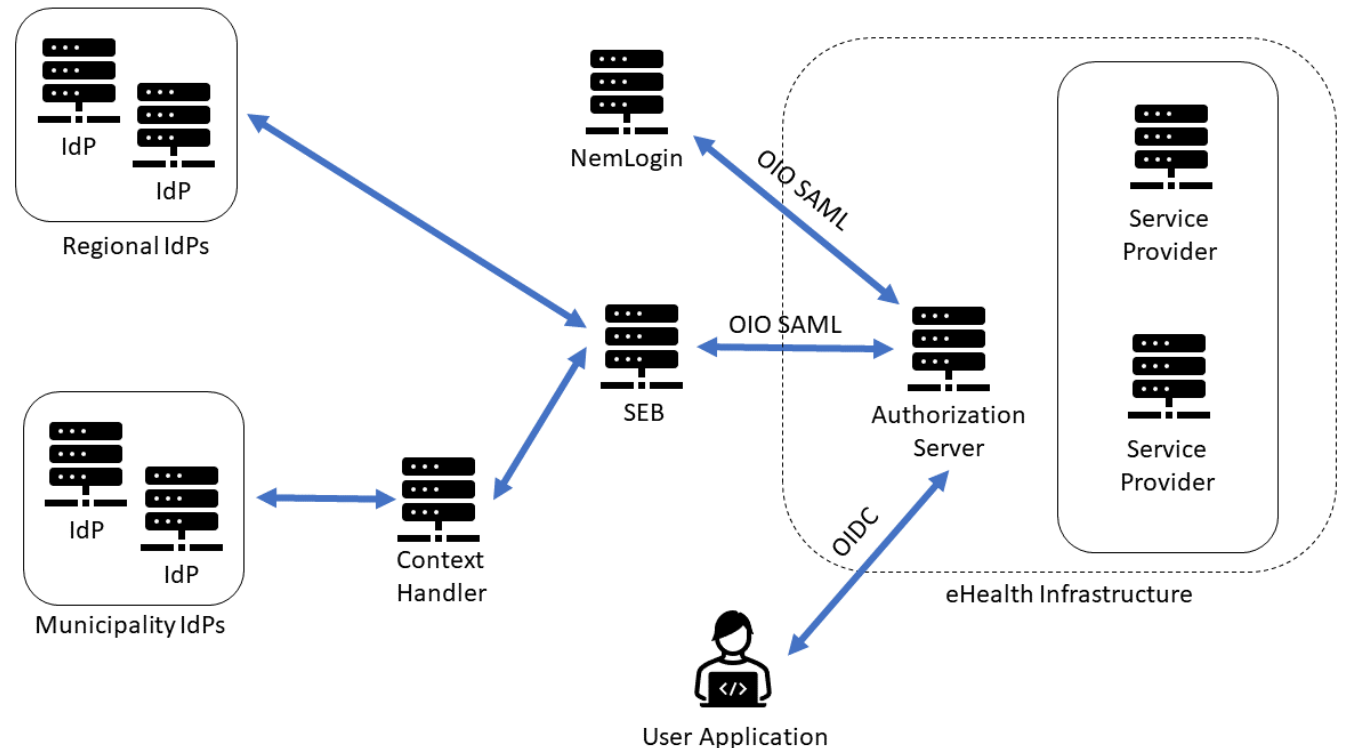 IdP
IdP
Regional IdPs
NemLogin
OIO SAML
Service
Provider
OIO SAML
SEB
Authorization
Server
Service
Provider
IdP
IdP
Municipality IdPs
Context
Handler
OIDC
eHealth Infrastructure
</>
User Application